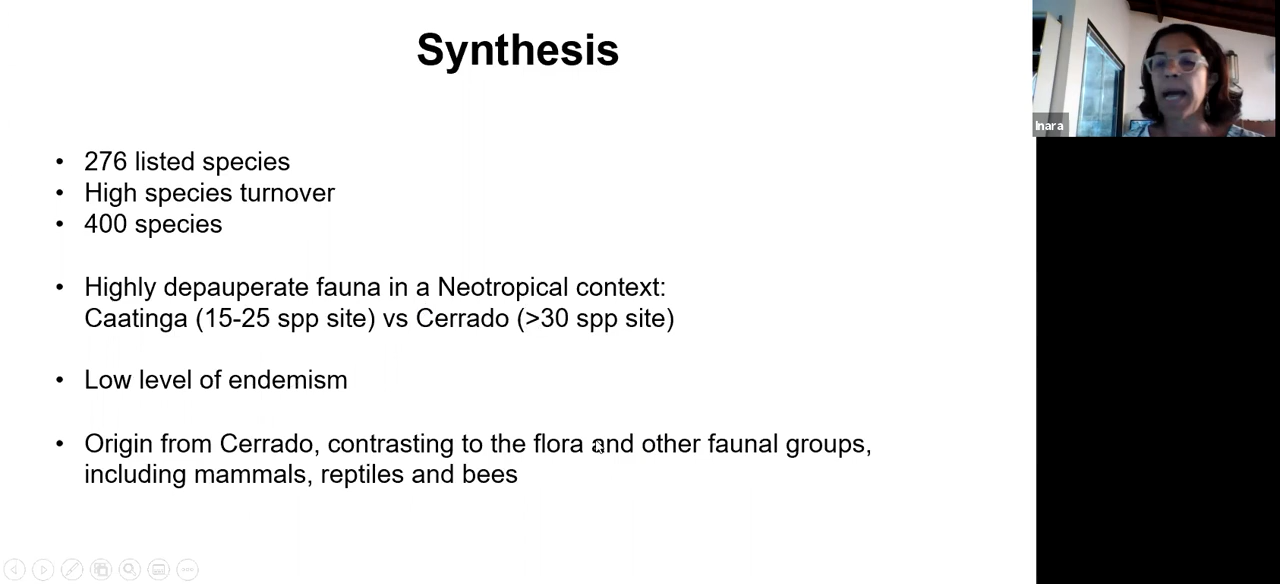 Synthesis
Inara
• 276 listed species
• High species turnover
• 400 species
• Highly depauperate fauna in a Neotropical context:
Caatinga (15-25 spp site) vs Cerrado (>30 spp site)
• Low level of endemism
• Origin from Cerrado, contrasting to the flora and other faunal groups,
including mammals, reptiles and bees